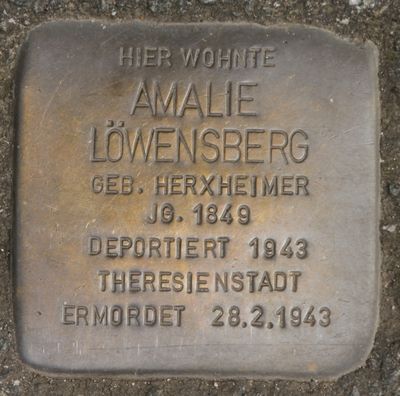 HIER WOHNTE
AMALIE
LÖWENSBERG
GEB. HERXHEIMER
JG. 1849
DEPORTIERT 1943
THERESIENSTADT
ERMORDET 28.2.1943